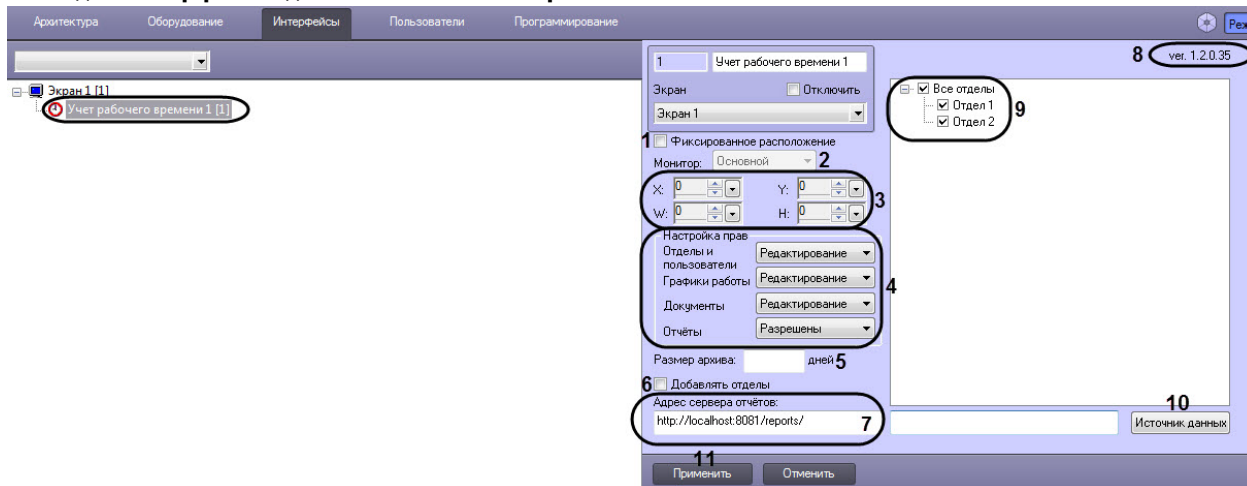 Архитектура Оборудование Интерфейсы Пользователи Программирование
Экран 1 [1]
Учет рабочего времени 1 [1]
1 Учет рабочего времени 1
8 ver. 1.2.0.35
Экран Отключить
Экран 1
Все отделы
Отдел 1
Отдел 2
9
1 Фиксированное расположение
Монитор: Основной 2
X: 0 Y: 0
W: 0 H: 0
3
Настройка прав
Отделы и пользователи Редактирование
Графики работы Редактирование
Документы Редактирование
Отчёты Разрешены
4
Размер архива: дней 5
6 Добавлять отделы
Адрес сервера отчётов:
http://localhost:8081/reports/ 7
10
Источник данных
11
Применить Отменить